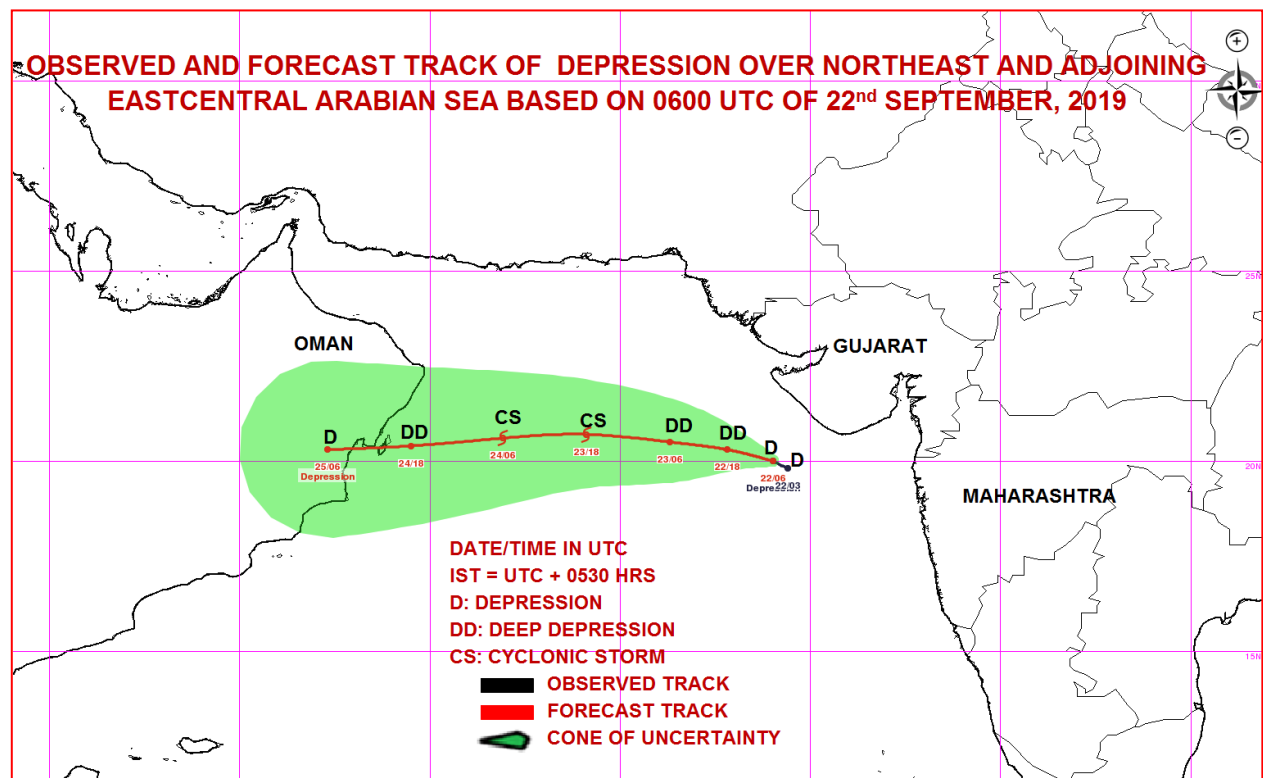 OBSERVED AND FORECAST TRACK OF DEPRESSION OVER NORTHEAST AND ADJOINING
EASTCENTRAL ARABIAN SEA BASED ON 0600 UTC OF 22nd SEPTEMBER, 2019
+
−
25N
OMAN
GUJARAT
D
25/06
Depression
DD
24/18
CS
24/06
CS
23/18
DD
23/06
DD
22/18
D
22/06
D
22/03
20N
MAHARASHTRA
DATE/TIME IN UTC
IST = UTC + 0530 HRS
D: DEPRESSION
DD: DEEP DEPRESSION
CS: CYCLONIC STORM
15N
OBSERVED TRACK
FORECAST TRACK
CONE OF UNCERTAINTY